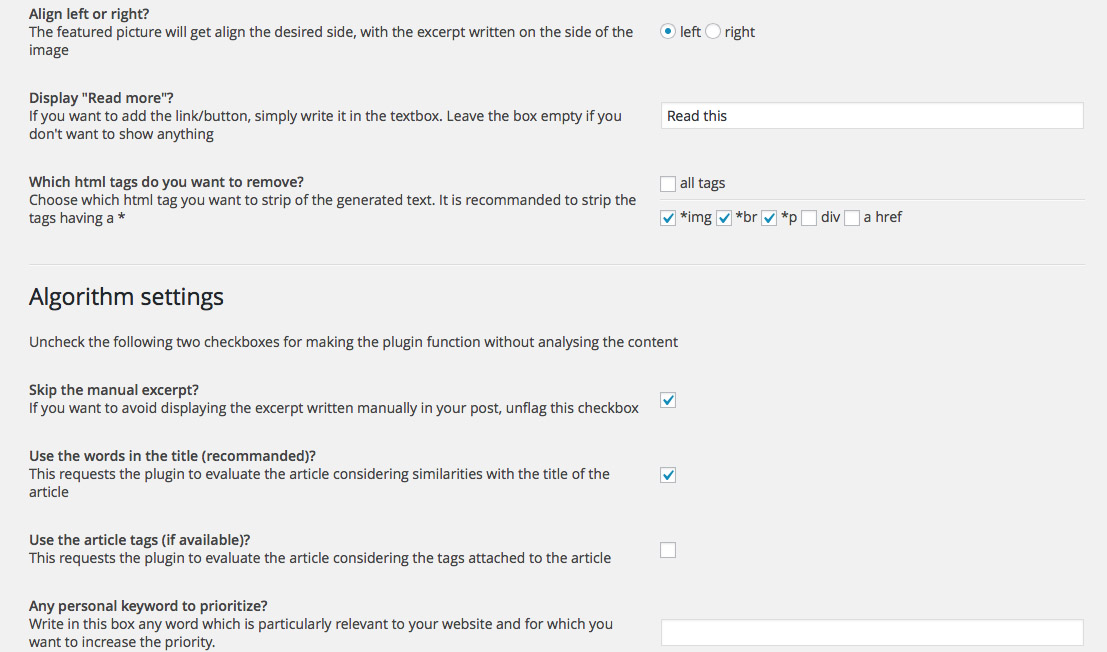 Align left or right?
The featured picture will get align the desired side, with the excerpt written on the side of the
image
left right
Display "Read more"?
If you want to add the link/button, simply write it in the textbox. Leave the box empty if you
don't want to show anything
Read this
Which html tags do you want to remove?
Choose which html tag you want to strip of the generated text. It is recommanded to strip the
tags having a *
all tags
*img *br *p div a href
Algorithm settings
Uncheck the following two checkboxes for making the plugin function without analysing the content
Skip the manual excerpt?
If you want to avoid displaying the excerpt written manually in your post, unflag this checkbox
Use the words in the title (recommanded)?
This requests the plugin to evaluate the article considering similarities with the title of the
article
Use the article tags (if available)?
This requests the plugin to evaluate the article considering the tags attached to the article
Any personal keyword to prioritize?
Write in this box any word which is particularly relevant to your website and for which you
want to increase the priority.